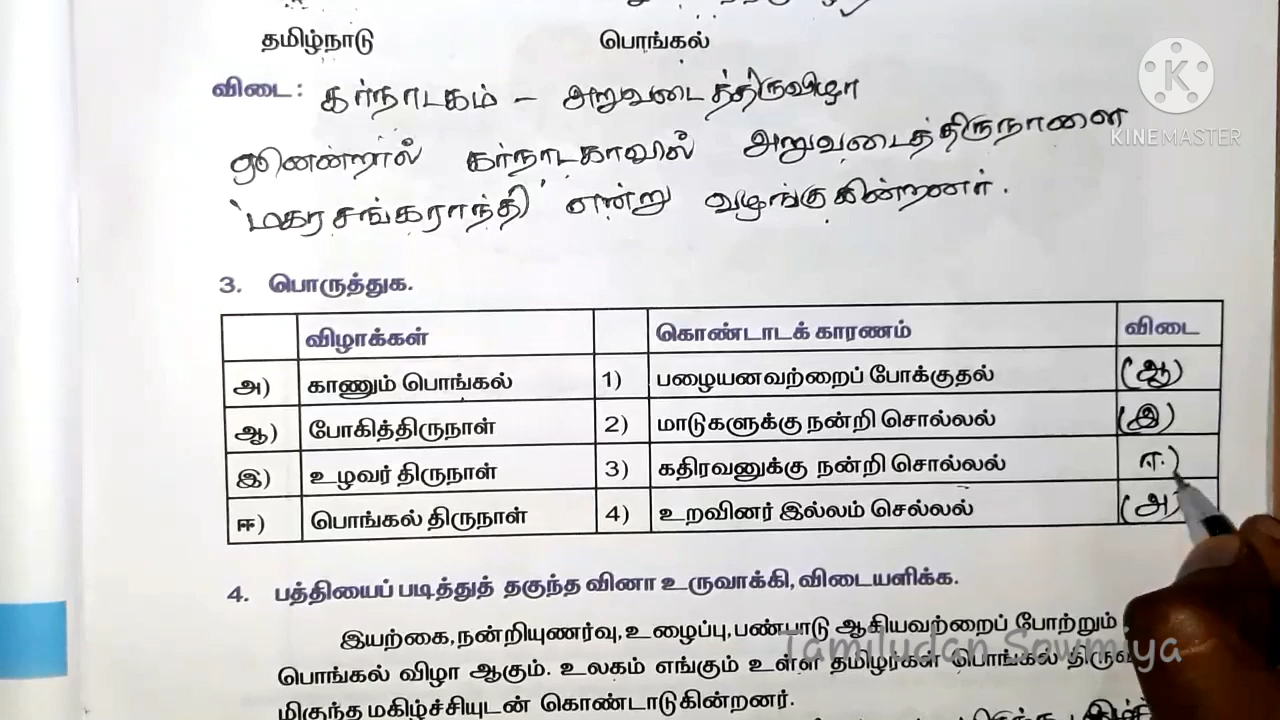 தமிழ்நாடு பொங்கல்
விடை: கர்நாடகம் – அறுவடைத்திருவிழா
ஏனென்றால் கர்நாடகாவில் அறுவடைத்திருநாளை
'மகரசங்கராந்தி' என்று வழங்குகின்றனர்.
KINEMASTER
3. பொருத்துக.
விழாக்கள் கொண்டாடக் காரணம் விடை
அ) காணும் பொங்கல் 1) பழையனவற்றைப் போக்குதல் (ஆ)
ஆ) போகித்திருநாள் 2) மாடுகளுக்கு நன்றி சொல்லல் (இ)
இ) உழவர் திருநாள் 3) கதிரவனுக்கு நன்றி சொல்லல் ஈ)
ஈ) பொங்கல் திருநாள் 4) உறவினர் இல்லம் செல்லல் (அ)
4. பத்தியைப் படித்துத் தகுந்த வினா உருவாக்கி, விடையளிக்க.
இயற்கை, நன்றியுணர்வு, உழைப்பு, பண்பாடு ஆகியவற்றைப் போற்றும்
Tamiludan Sowmiya
பொங்கல் விழா ஆகும். உலகம் எங்கும் உள்ள தமிழர்கள் பொங்கல்
மிகுந்த மகிழ்ச்சியுடன் கொண்டாடுகின்றனர்.